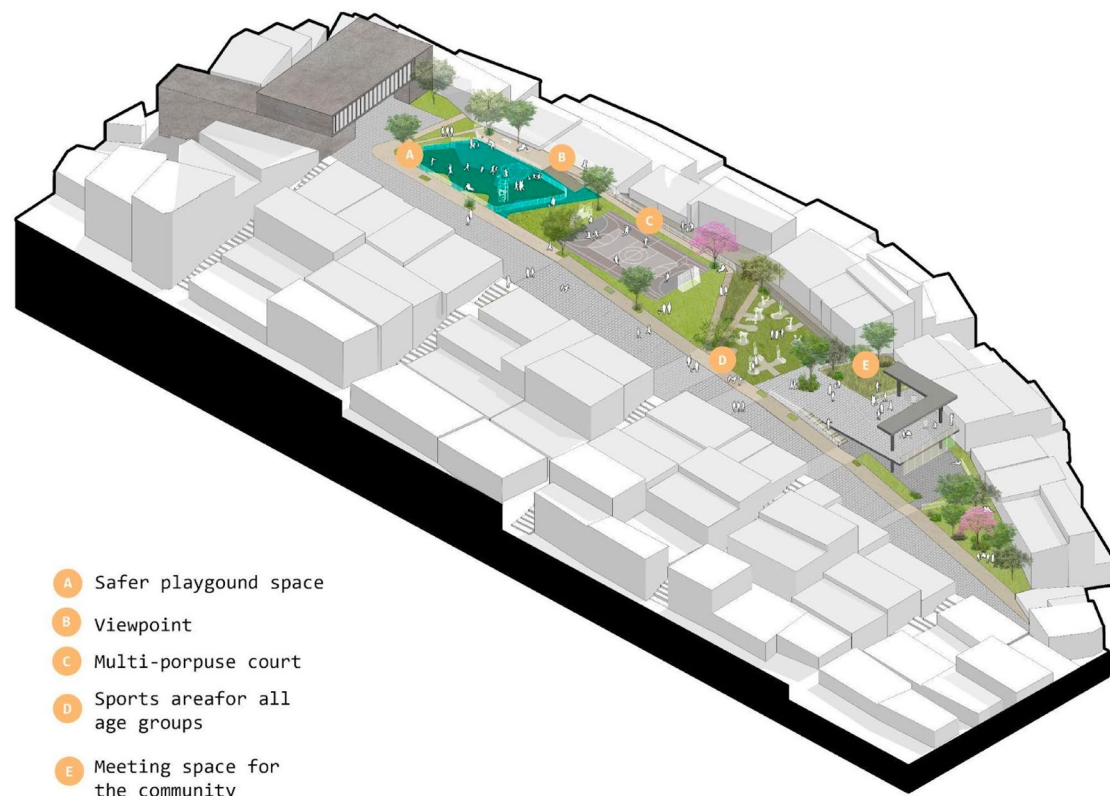 A
B
C
D
E
A Safer playgound space
B Viewpoint
C Multi-porpuse court
D Sports areafor all
age groups
E Meeting space for
the community